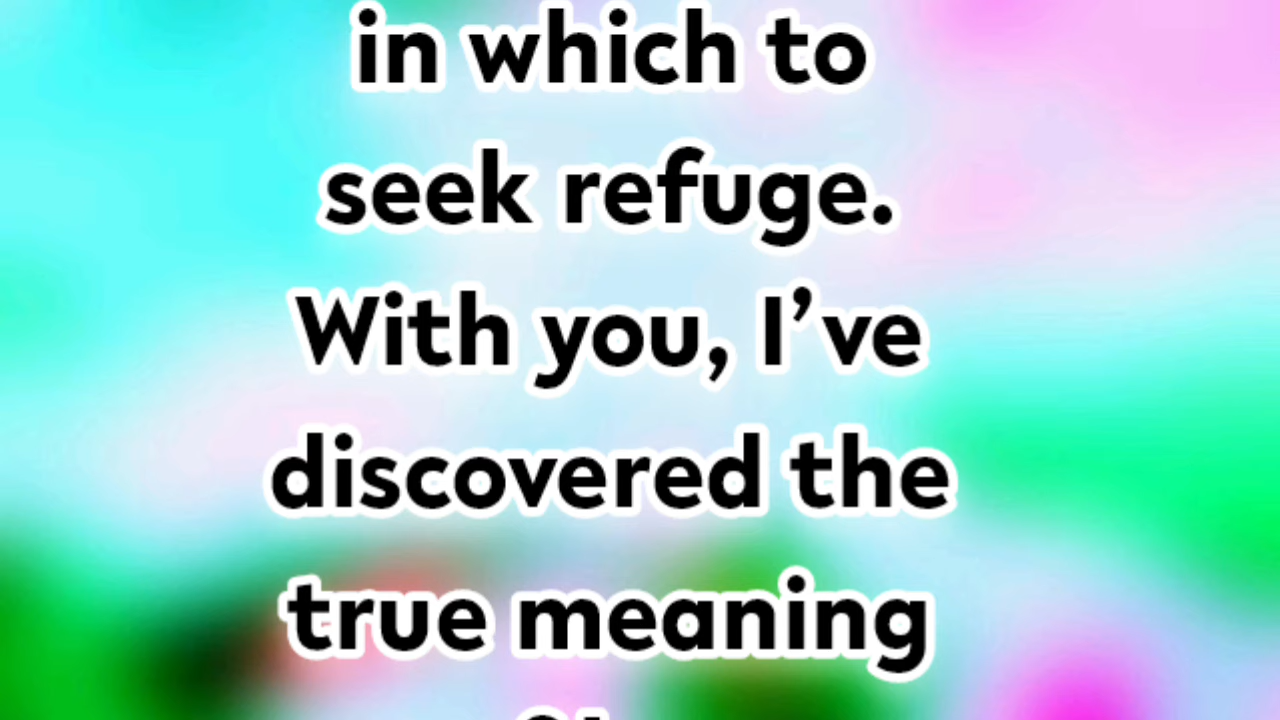 in which to
seek refuge.
With you, I’ve
discovered the
true meaning